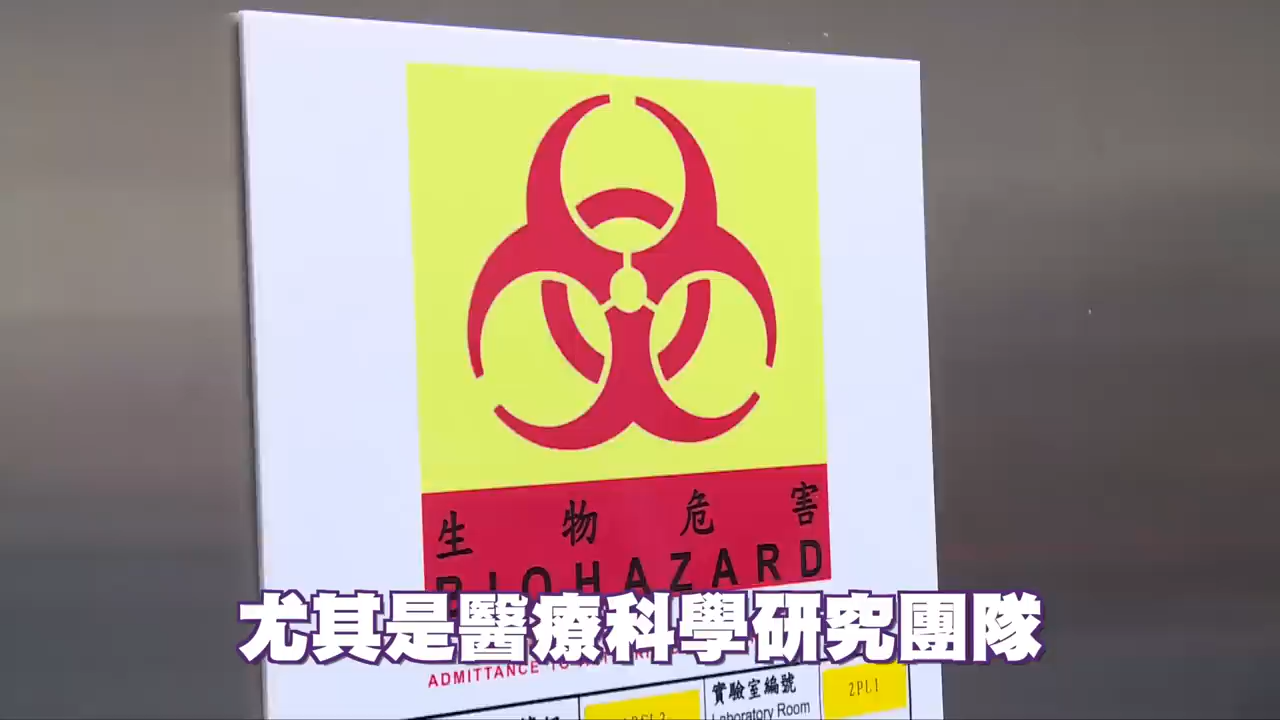 生物危害
BIOHAZARD
尤其是醫療科學研究團隊
ADMITTANCE TO
實驗室編號 2PL1
Laboratory Room